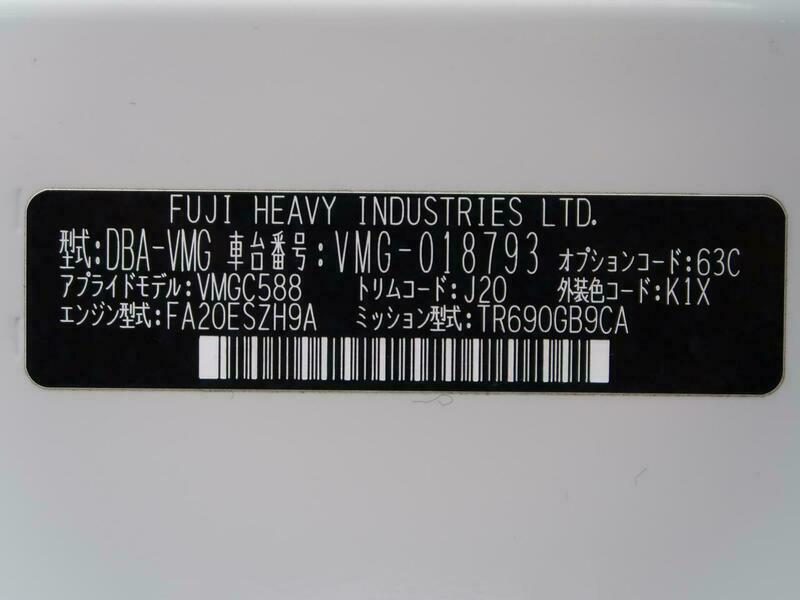 FUJI HEAVY INDUSTRIES LTD.
型式:DBA-VMG 車台番号:VMG-018793 オプションコード:63C
アプライドモデル:VMGC588 トリムコード:J20 外装色コード:K1X
エンジン型式:FA20ESZH9A ミッション型式:TR690GB9CA